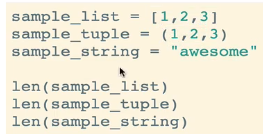 sample_list = [1,2,3]
sample_tuple = (1,2,3)
sample_string = "awesome"
len(sample_list)
len(sample_tuple)
len(sample_string)